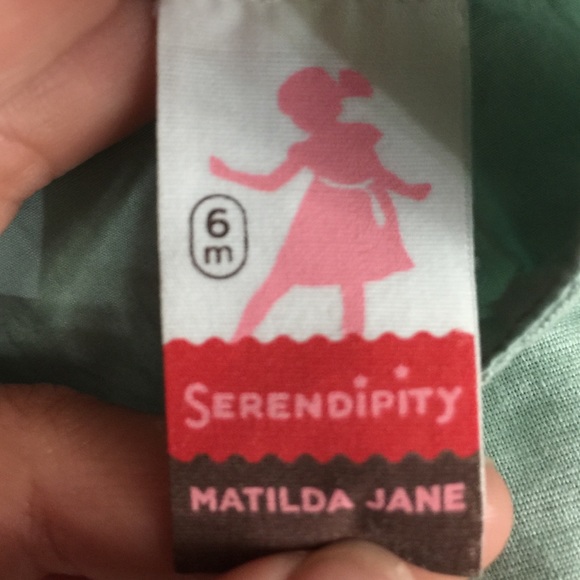 6
m
SERENDiPiTY
MATILDA JANE